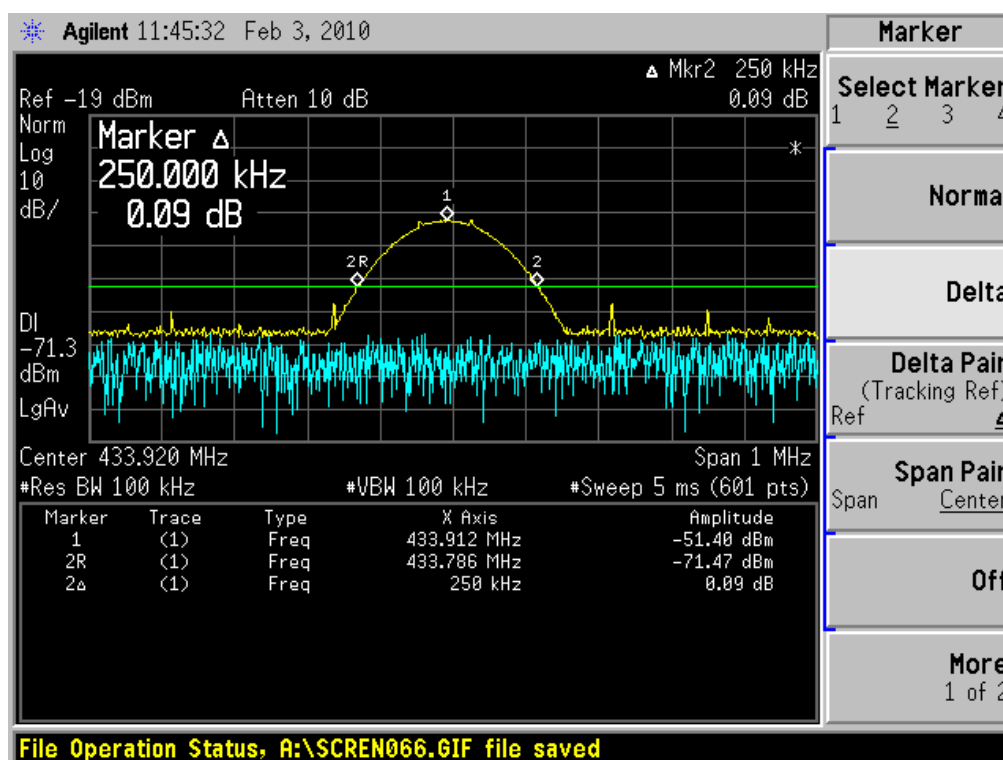 Agilent 11:45:32 Feb 3, 2010
Δ Mkr2 250 kHz
Ref -19 dBm Atten 10 dB 0.09 dB
Norm
Log
10
dB/
Marker Δ
250.000 kHz
0.09 dB
1
2R
2
DI
-71.3
dBm
LgAv
Center 433.920 MHz Span 1 MHz
#Res BW 100 kHz #VBW 100 kHz #Sweep 5 ms (601 pts)
Marker Trace Type X Axis Amplitude
1 (1) Freq 433.912 MHz -51.40 dBm
2R (1) Freq 433.786 MHz -71.47 dBm
2Δ (1) Freq 250 kHz 0.09 dB
Marker
Select Marker
1 2 3 4
Norma
Delta
Delta Pair
(Tracking Ref)
Ref Δ
Span Pair
Span Center
Off
More
1 of 2
File Operation Status, A:\SCREN066.GIF file saved